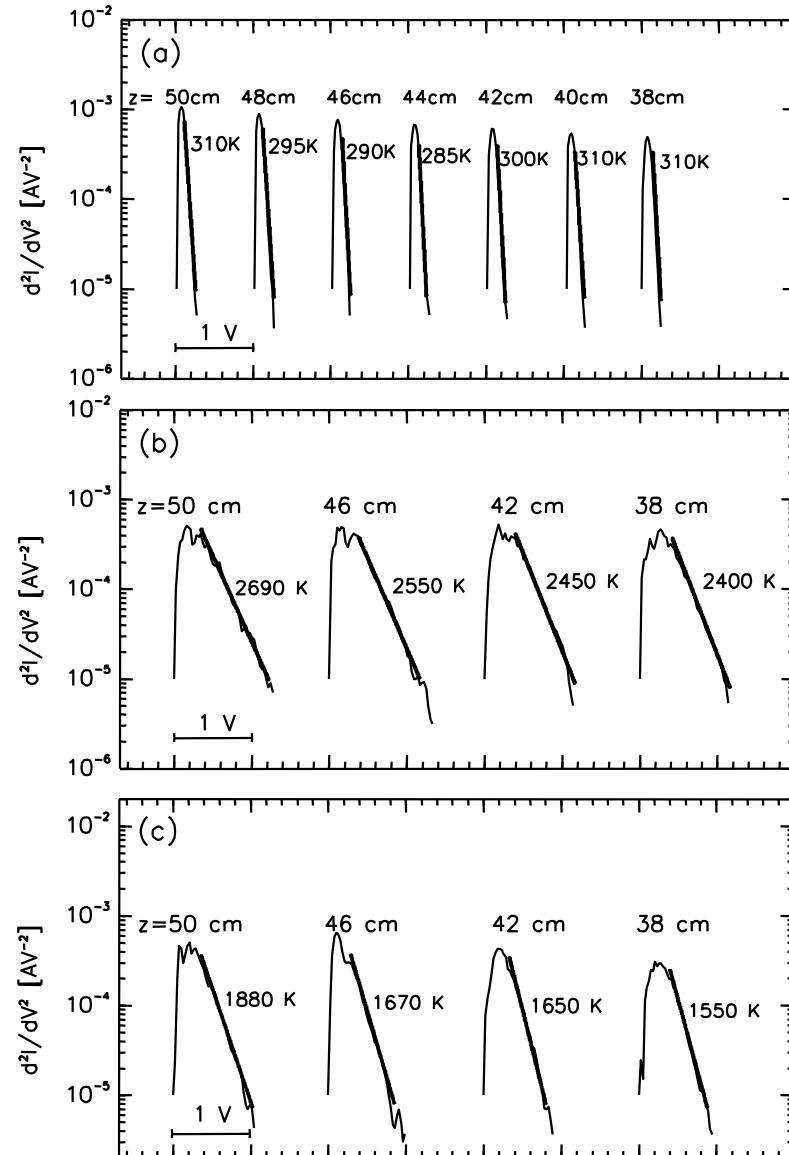 10⁻²
(a)
10⁻³
z= 50cm 48cm 46cm 44cm 42cm 40cm 38cm
310K 295K 290K 285K 300K 310K 310K
d²I/dV² [AV⁻²]
10⁻⁴
10⁻⁵
1 V
10⁻⁶
10⁻²
(b)
10⁻³
z=50 cm 46 cm 42 cm 38 cm
2690 K 2550 K 2450 K 2400 K
d²I/dV² [AV⁻²]
10⁻⁴
10⁻⁵
1 V
10⁻⁶
(c)
10⁻²
10⁻³
z=50 cm 46 cm 42 cm 38 cm
1880 K 1670 K 1650 K 1550 K
d²I/dV² [AV⁻²]
10⁻⁴
10⁻⁵
1 V